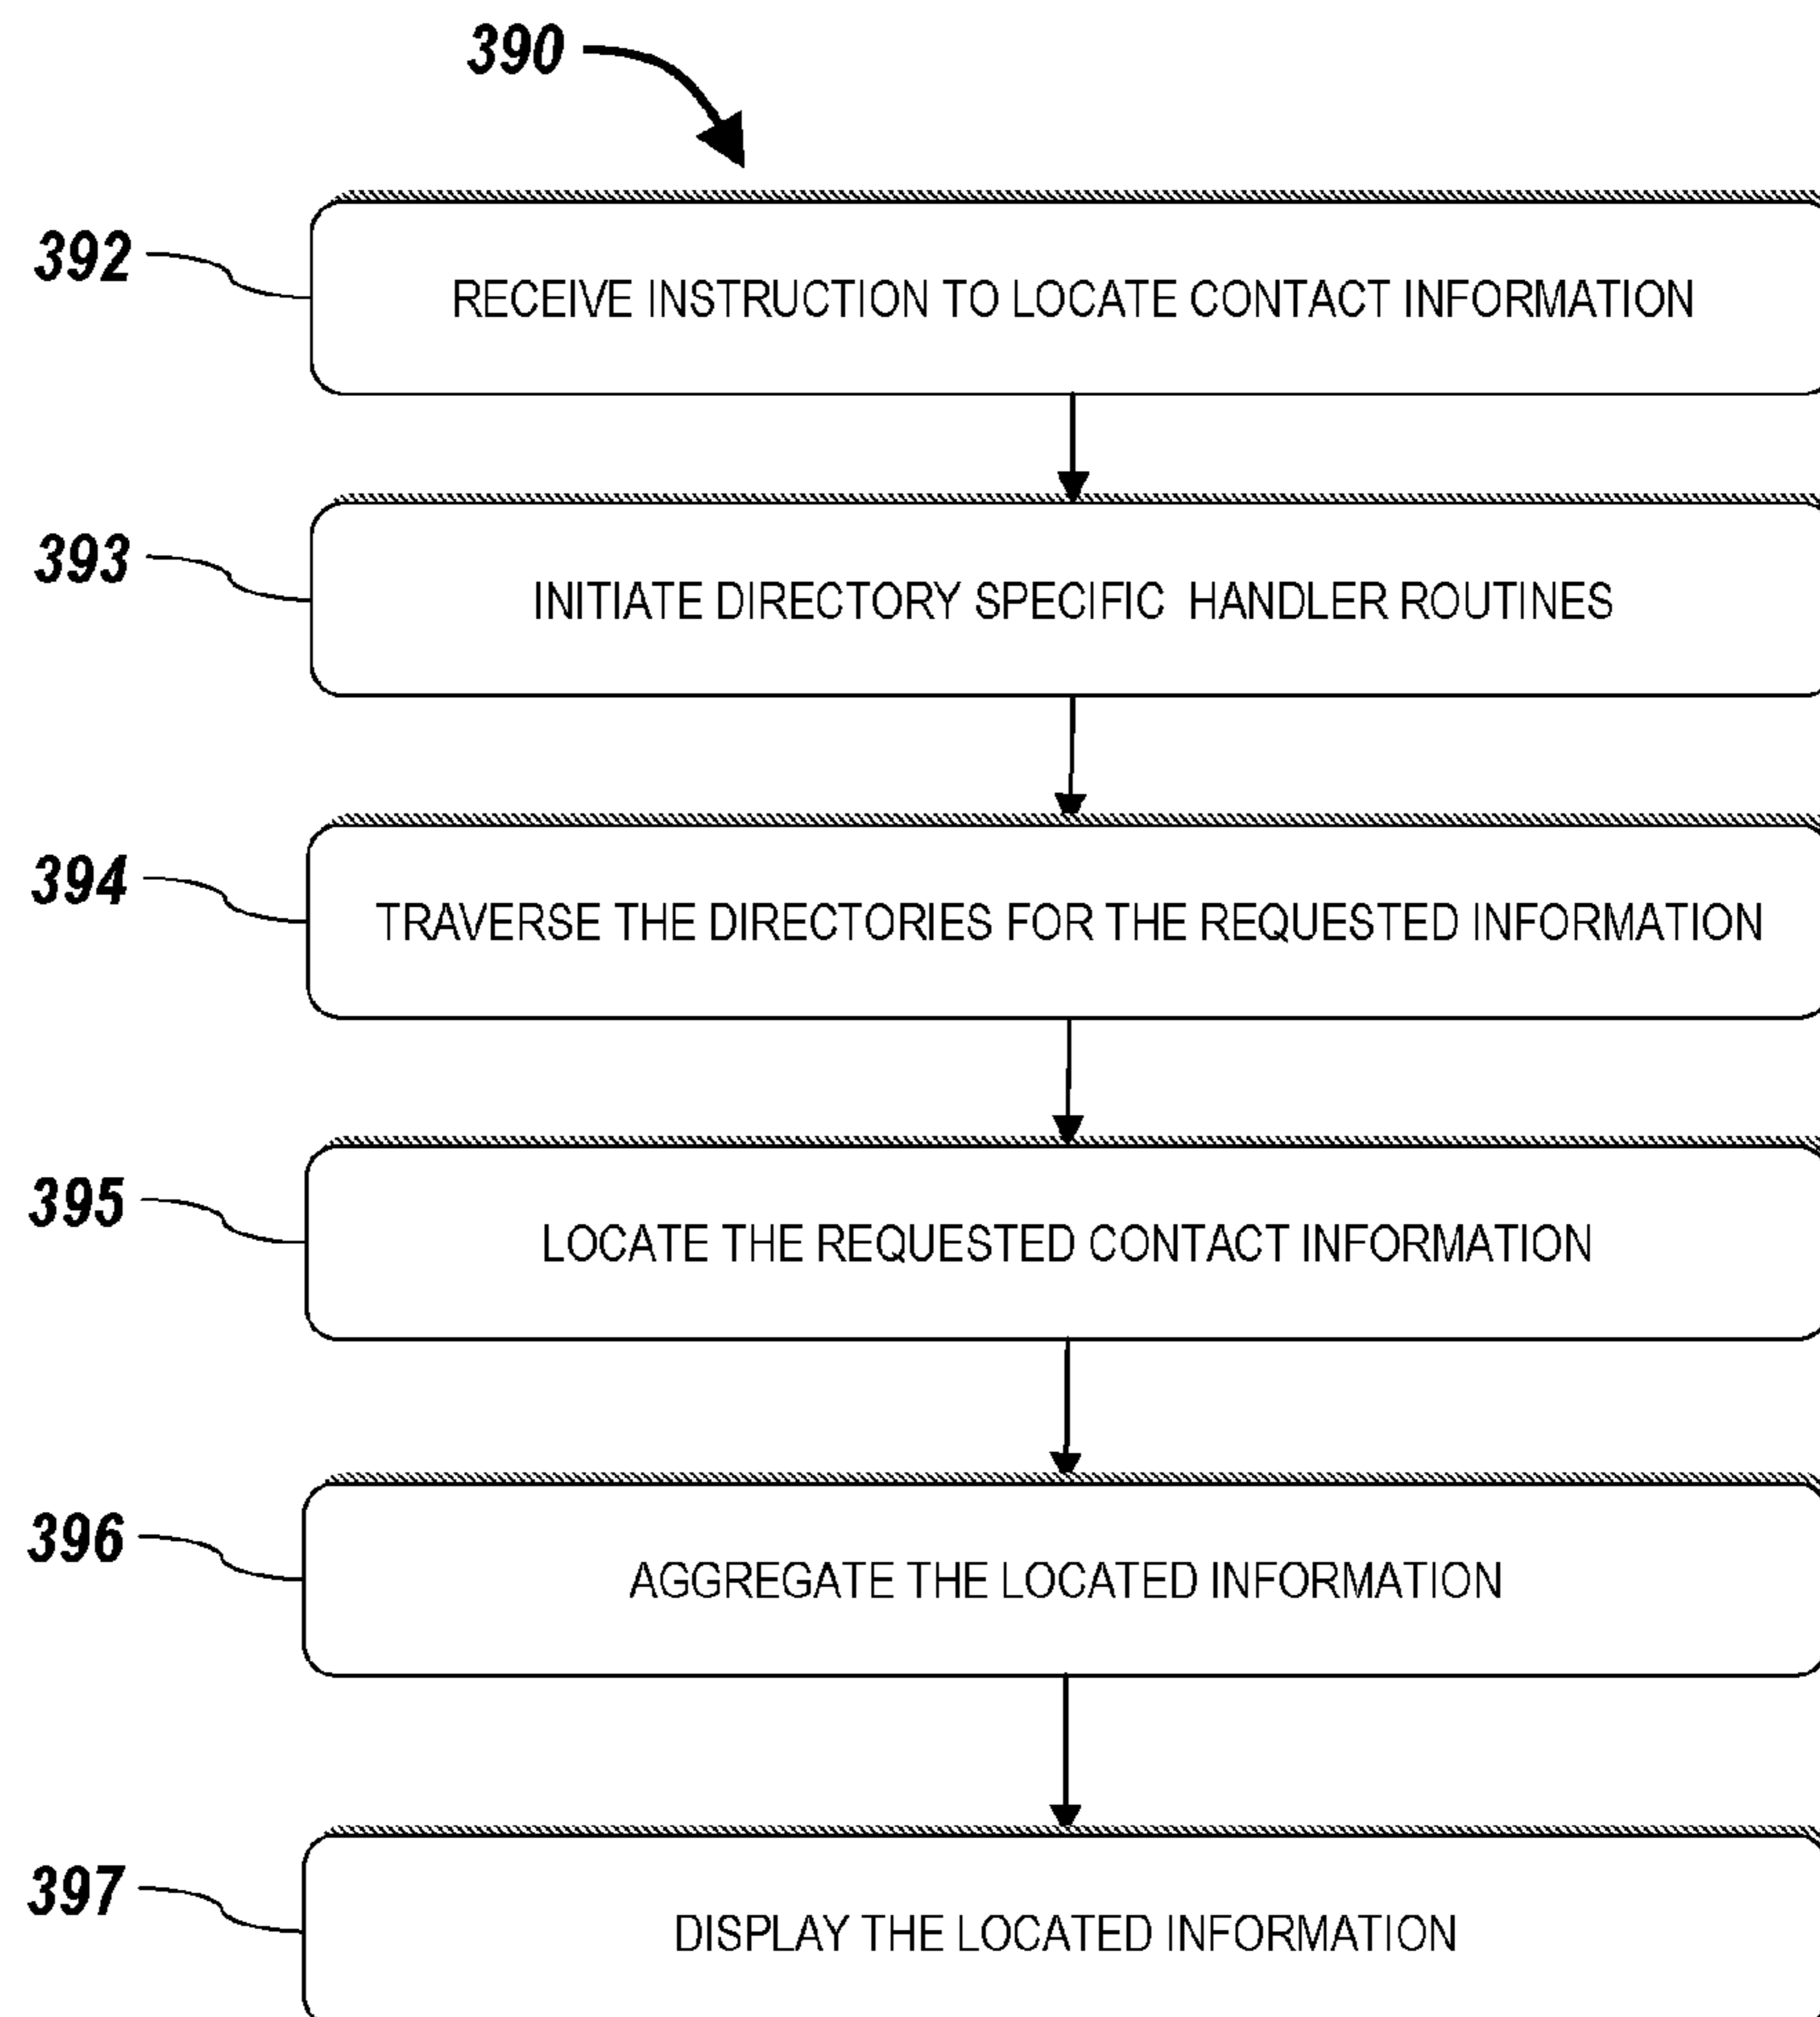 390
392
RECEIVE INSTRUCTION TO LOCATE CONTACT INFORMATION
393
INITIATE DIRECTORY SPECIFIC HANDLER ROUTINES
394
TRAVERSE THE DIRECTORIES FOR THE REQUESTED INFORMATION
395
LOCATE THE REQUESTED CONTACT INFORMATION
396
AGGREGATE THE LOCATED INFORMATION
397
DISPLAY THE LOCATED INFORMATION